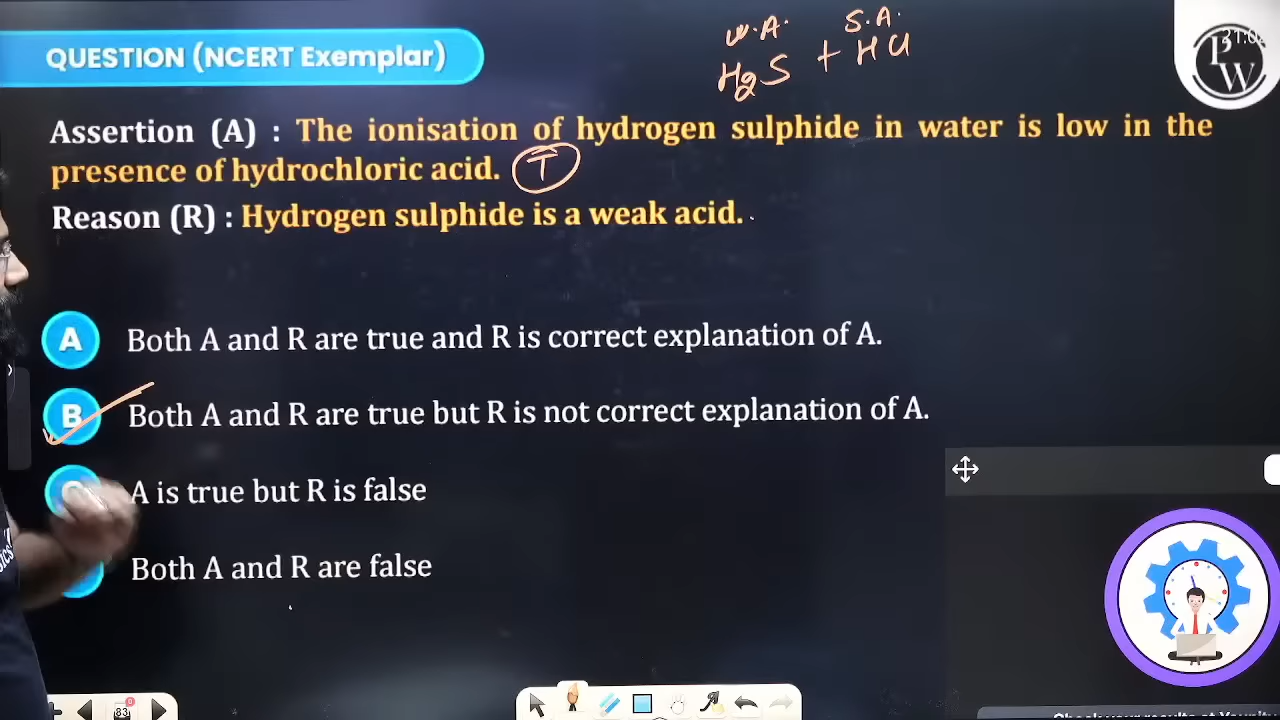 W.A. S.A.
H2S + HCl
QUESTION (NCERT Exemplar)
PW
Assertion (A) : The ionisation of hydrogen sulphide in water is low in the
presence of hydrochloric acid. T
Reason (R) : Hydrogen sulphide is a weak acid.
A Both A and R are true and R is correct explanation of A.
B Both A and R are true but R is not correct explanation of A.
A is true but R is false
Both A and R are false
83